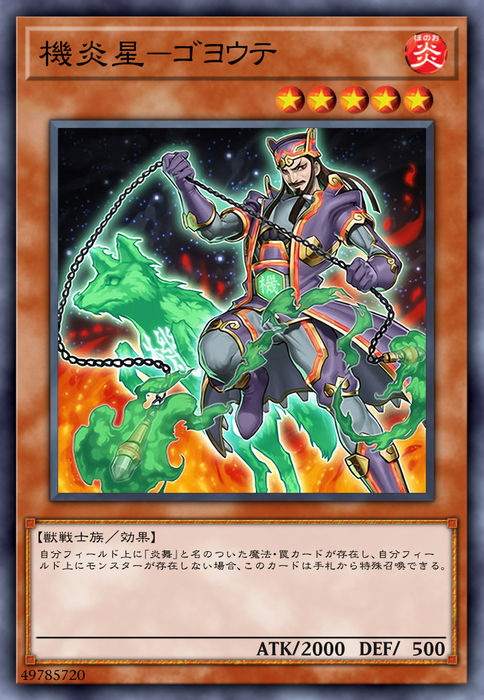 機炎星－ゴヨウテ
ほのお
炎
機
【獣戦士族／効果】
自分フィールド上に「炎舞」と名のついた魔法・罠カードが存在し、自分フィー
ルド上にモンスターが存在しない場合、このカードは手札から特殊召喚できる。
ATK/2000 DEF/ 500
49785720